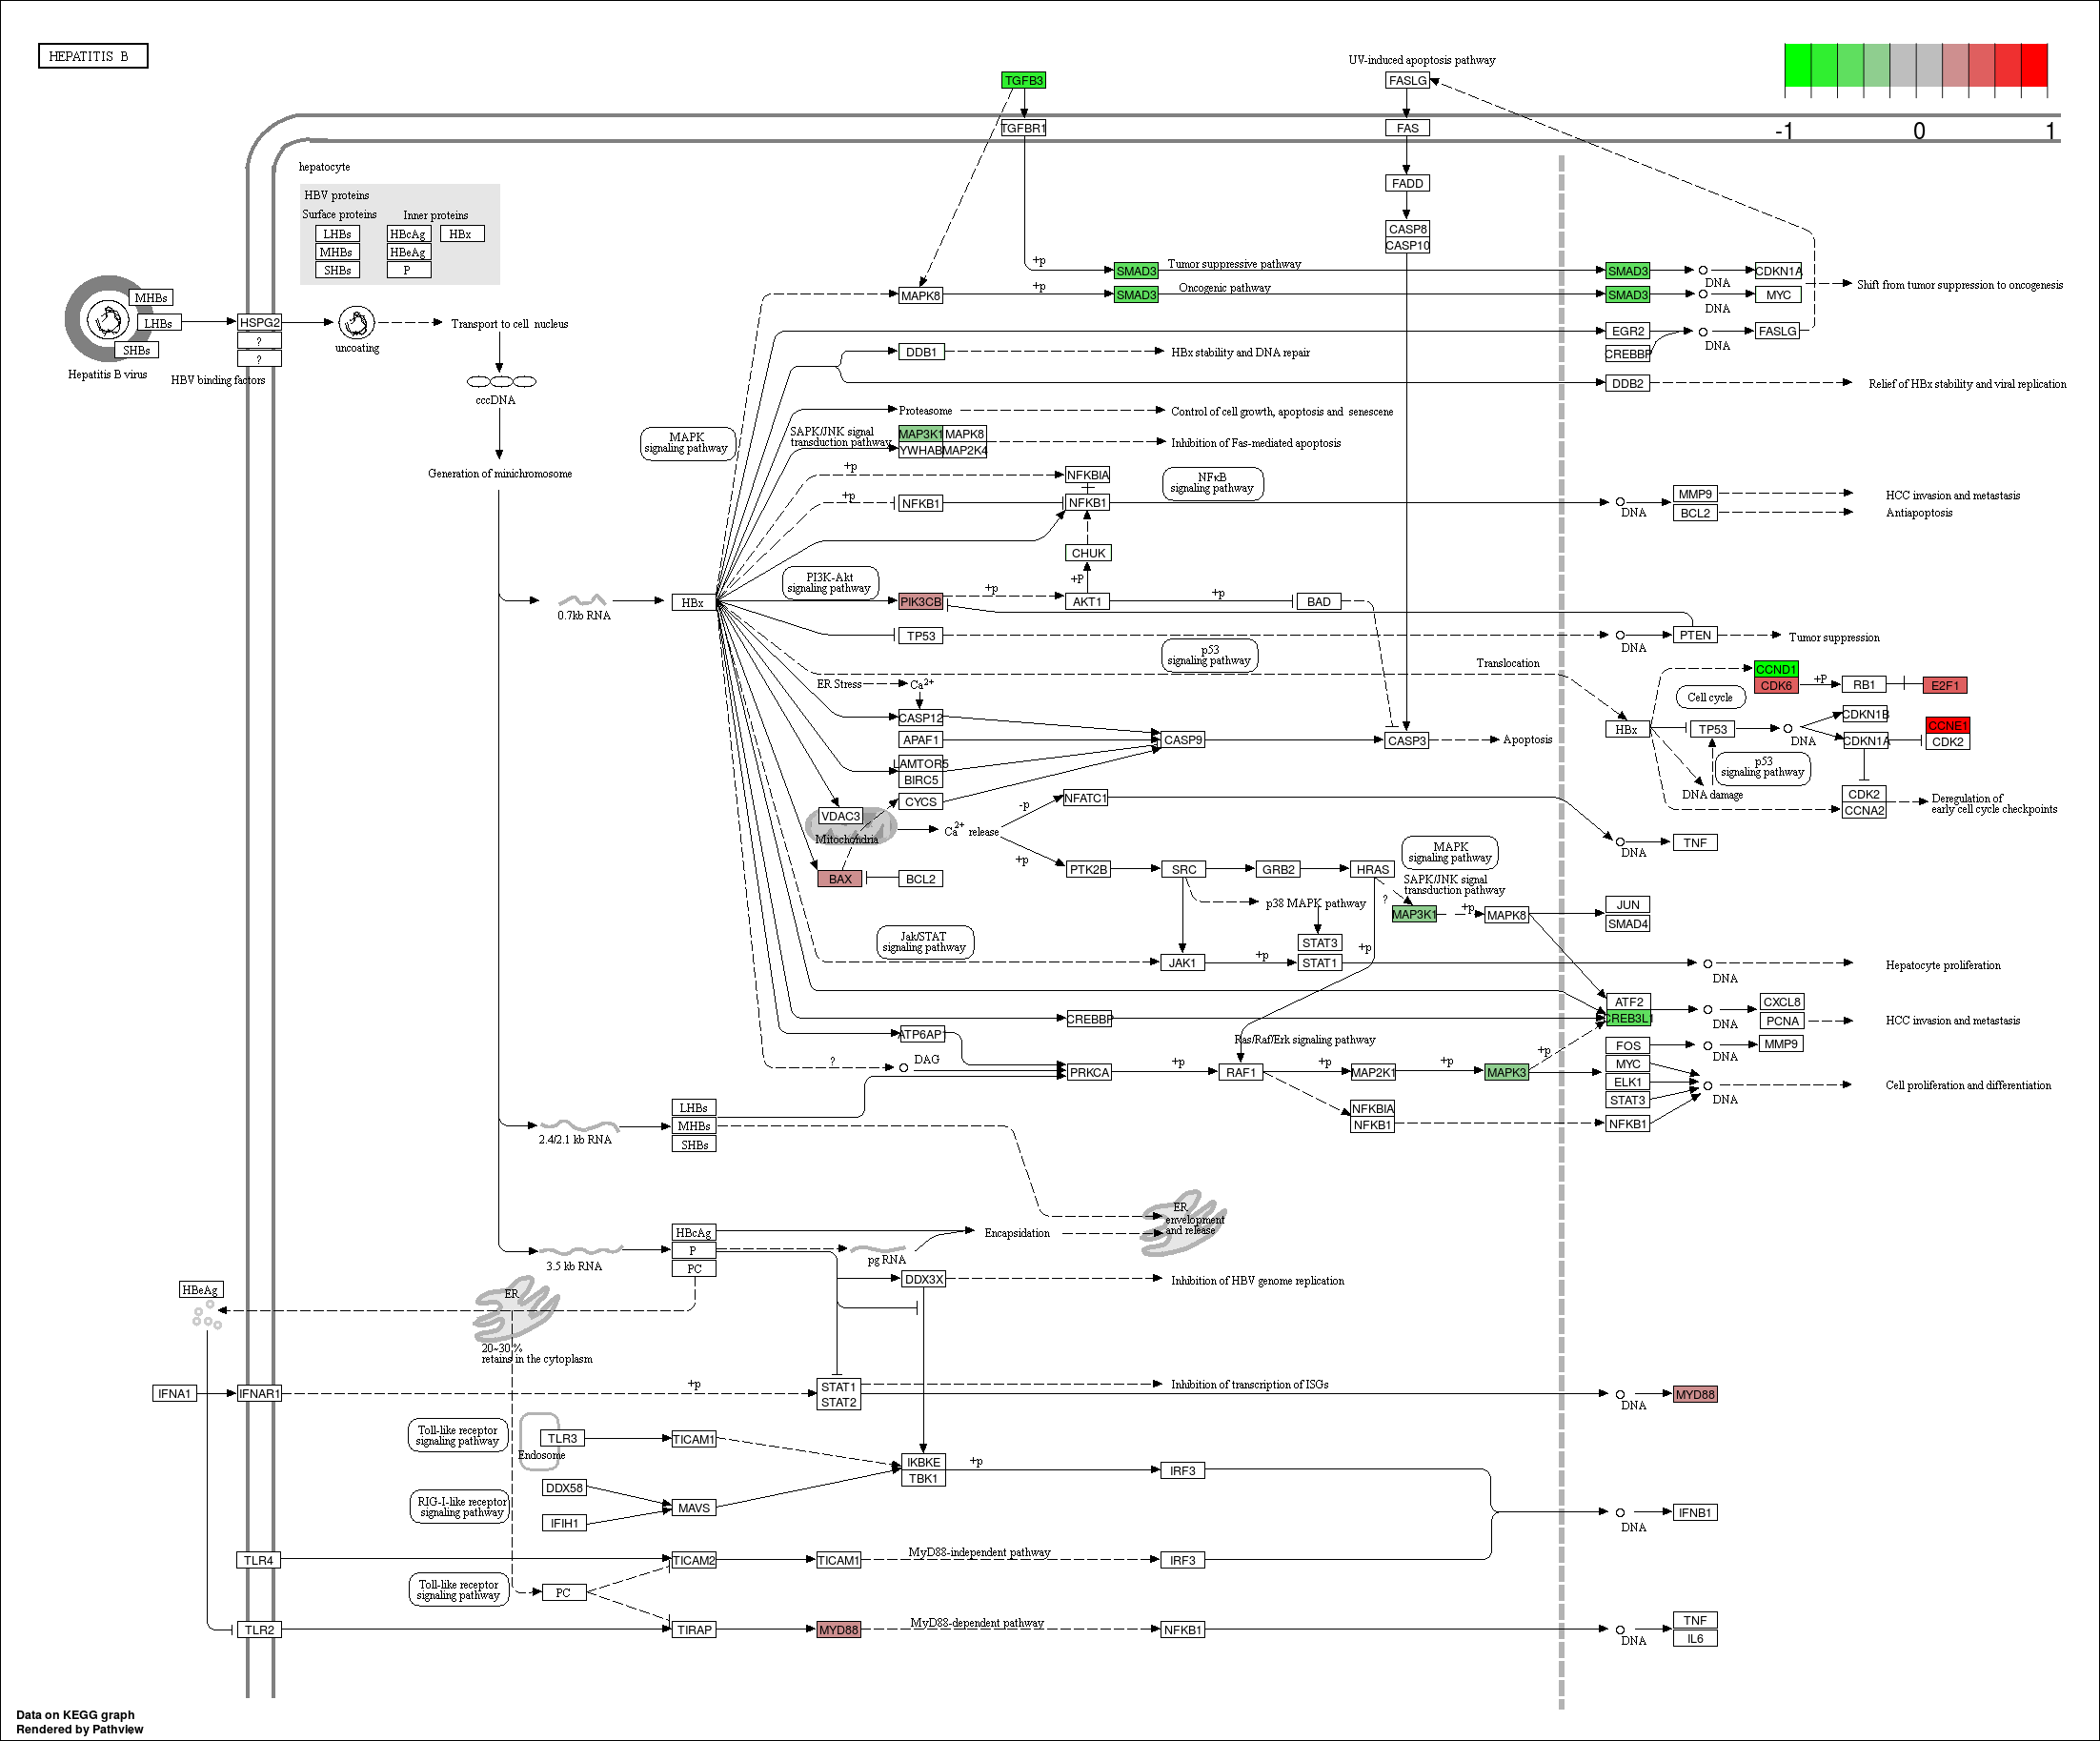 HEPATITIS B
TGFB3
UV-induced apoptosis pathway
FASLG
-1 0 1
TGFBR1
FAS
hepatocyte
HBV proteins
Surface proteins
Inner proteins
LHBs
HBcAg
HBx
MHBs
HBeAg
SHBs
P
FADD
CASP8
CASP10
+p
SMAD3
Tumor suppressive pathway
SMAD3
DNA
CDKN1A
MAPK8
+p
SMAD3
Oncogenic pathway
SMAD3
DNA
MYC
Shift from tumor suppression to oncogenesis
MHBs
LHBs
SHBs
Hepatitis B virus
HSPG2
?
?
HBV binding factors
uncoating
Transport to cell nucleus
cccDNA
Generation of minichromosome
EGR2
CREBBP
DNA
FASLG
DDB1
HBx stability and DNA repair
DDB2
Relief of HBx stability and viral replication
Proteasome
Control of cell growth, apoptosis and senescene
MAPK
signaling pathway
SAPK/JNK signal
transduction pathway
MAP3K1
MAPK8
YWHAB
MAP2K4
Inhibition of Fas-mediated apoptosis
+p
NFKBIA
NFκB
signaling pathway
+p
NFKB1
NFKB1
DNA
MMP9
HCC invasion and metastasis
BCL2
Antiapoptosis
CHUK
+p
PI3K-Akt
signaling pathway
0.7kb RNA
HBx
PIK3CB
+p
AKT1
+p
BAD
TP53
p53
signaling pathway
DNA
PTEN
Tumor suppression
Translocation
ER Stress
Ca2+
CCND1
CDK6
+p
RB1
E2F1
Cell cycle
CASP12
APAF1
CASP9
CASP3
Apoptosis
HBx
TP53
DNA
CDKN1B
CDKN1A
CCNE1
CDK2
LAMTOR5
BIRC5
p53
signaling pathway
DNA damage
CDK2
CCNA2
Deregulation of
early cell cycle checkpoints
CYCS
VDAC3
Mitochondria
Ca2+ release
-p
NFATC1
DNA
TNF
+p
PTK2B
SRC
GRB2
HRAS
MAPK
signaling pathway
BAX
BCL2
SAPK/JNK signal
transduction pathway
p38 MAPK pathway
?
MAP3K1
+p
MAPK8
JUN
SMAD4
Jak/STAT
signaling pathway
STAT3
+p
JAK1
+p
STAT1
DNA
Hepatocyte proliferation
ATF2
CREB3L1
DNA
CXCL8
PCNA
HCC invasion and metastasis
CREBBP
ATP6AP1
Ras/Raf/Erk signaling pathway
+p
FOS
DNA
MMP9
?
DAG
PRKCA
+p
RAF1
+p
MAP2K1
+p
MAPK3
MYC
ELK1
STAT3
DNA
Cell proliferation and differentiation
NFKBIA
NFKB1
NFKB1
2.4/2.1 kb RNA
LHBs
MHBs
SHBs
3.5 kb RNA
HBcAg
P
PC
pg RNA
Encapsidation
ER
envelopment
and release
DDX3X
Inhibition of HBV genome replication
HBeAg
ER
20~30%
retains in the cytoplasm
IFNA1
IFNAR1
+p
STAT1
STAT2
Inhibition of transcription of ISGs
DNA
MYD88
Toll-like receptor
signaling pathway
TLR3
Endosome
TICAM1
IKBKE
TBK1
+p
IRF3
DDX58
RIG-I-like receptor
signaling pathway
MAVS
IFIH1
DNA
IFNB1
TLR4
TICAM2
TICAM1
MyD88-independent pathway
IRF3
Toll-like receptor
signaling pathway
PC
TLR2
TIRAP
MYD88
MyD88-dependent pathway
NFKB1
DNA
TNF
IL6
Data on KEGG graph
Rendered by Pathview